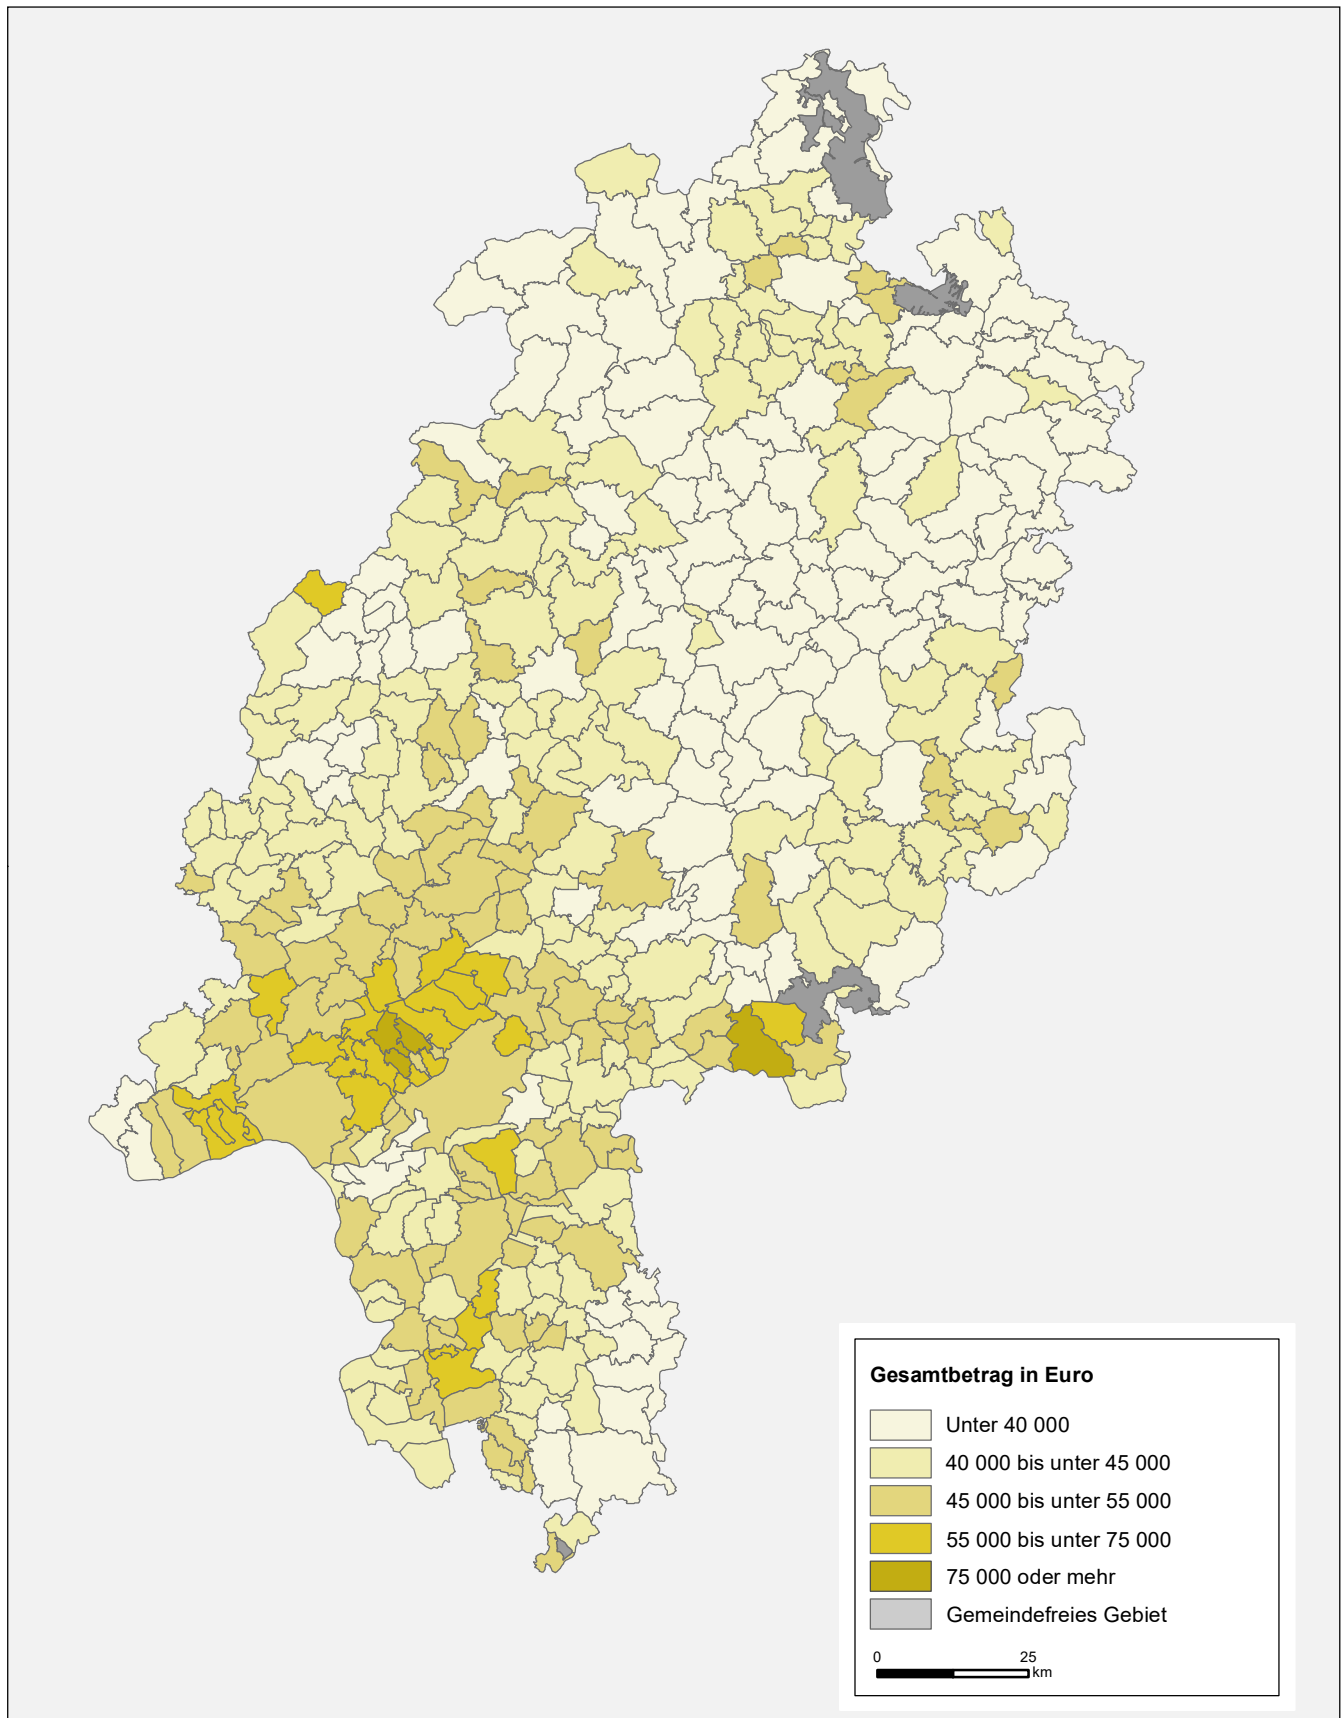 Gesamtbetrag in Euro
Unter 40 000
40 000 bis unter 45 000
45 000 bis unter 55 000
55 000 bis unter 75 000
75 000 oder mehr
Gemeindefreies Gebiet
0 25
km